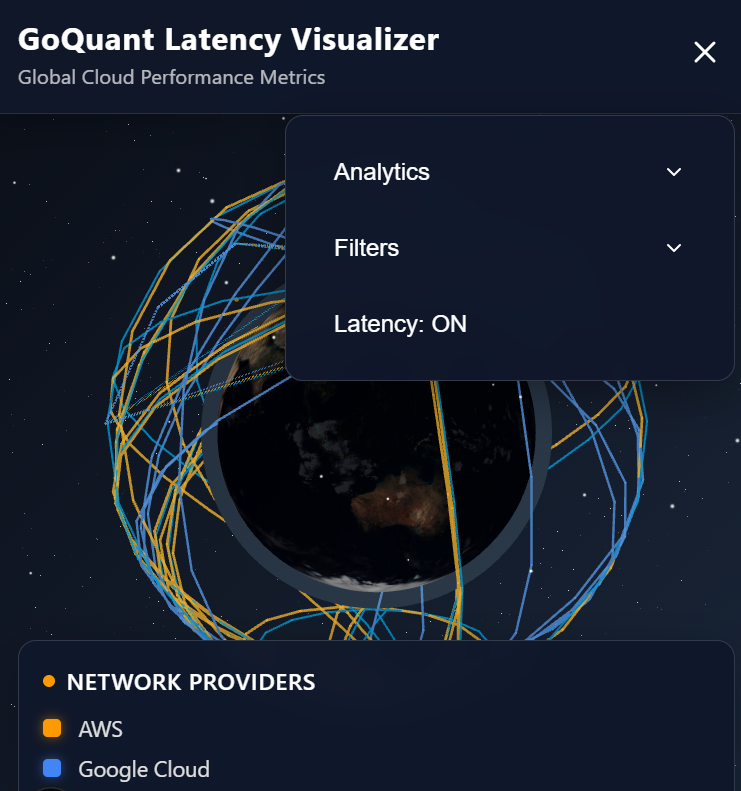 GoQuant Latency Visualizer
Global Cloud Performance Metrics
Analytics
Filters
Latency: ON
NETWORK PROVIDERS
AWS
Google Cloud